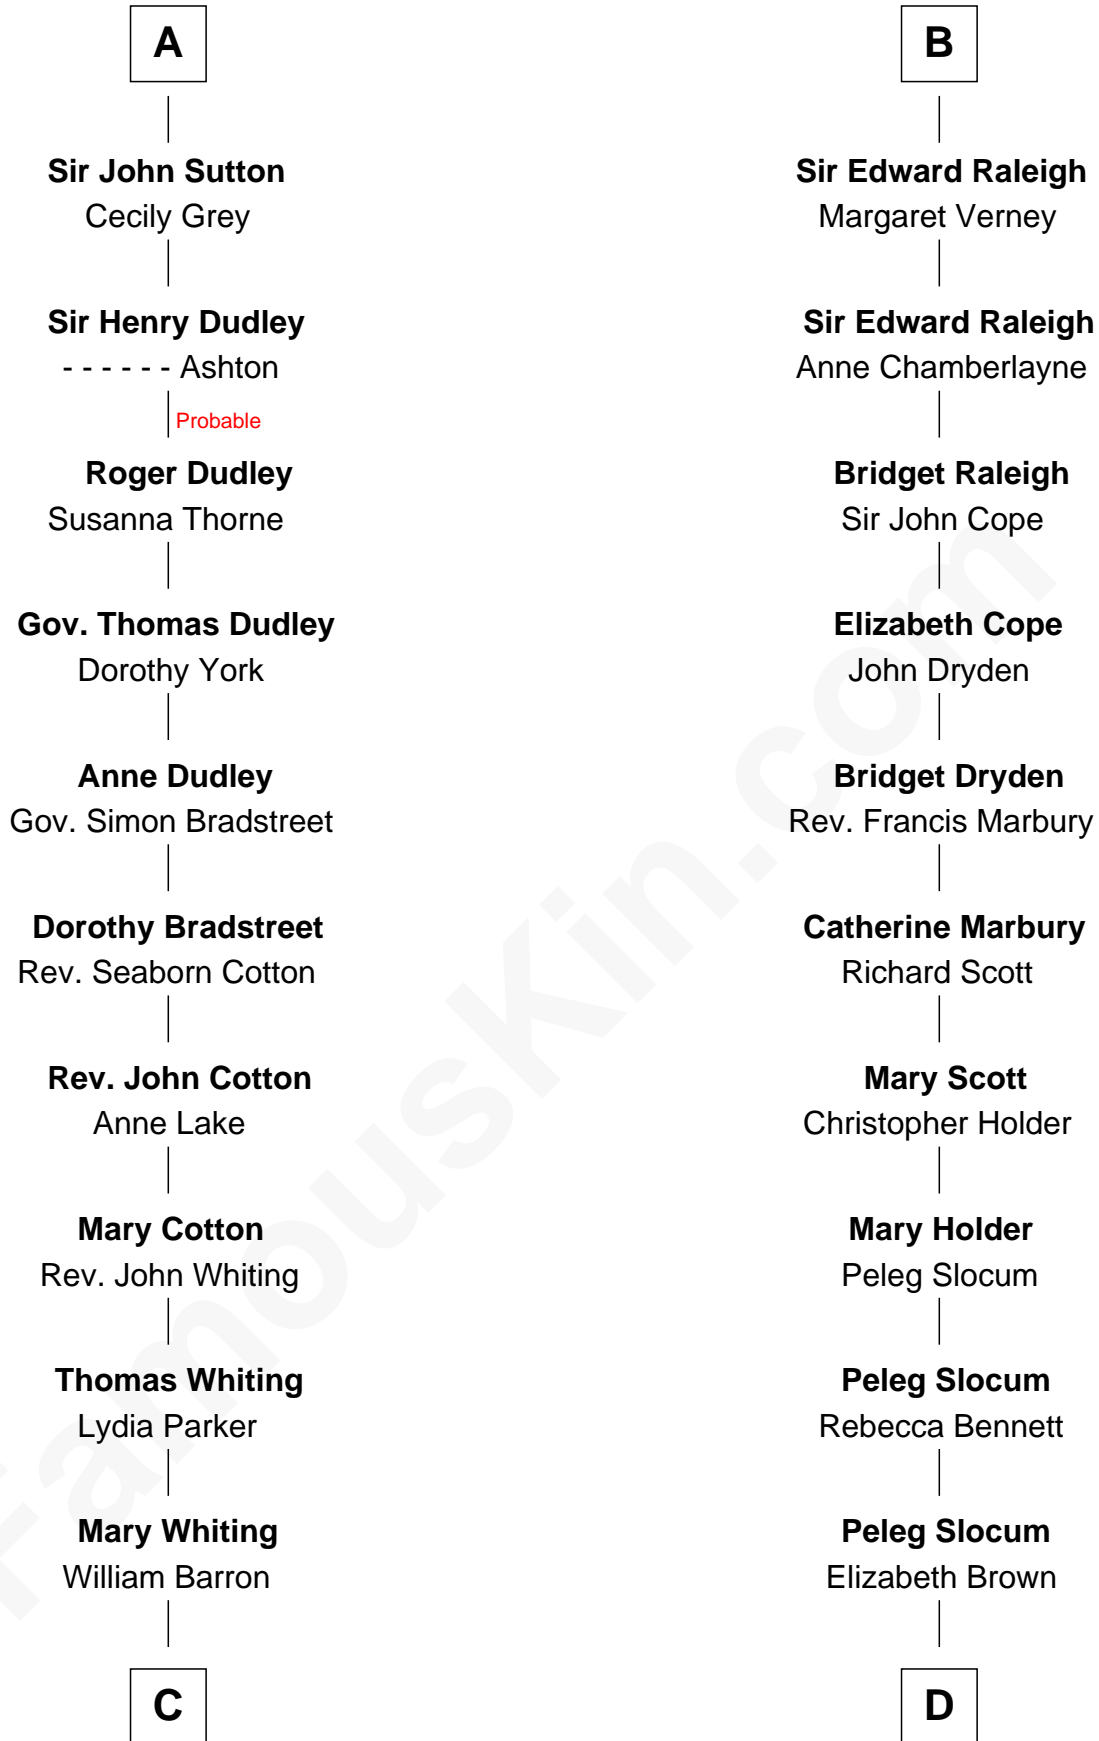 A
Sir John Sutton
Cecily Grey
Sir Henry Dudley
- - - - - - Ashton
Probable
Roger Dudley
Susanna Thorne
Gov. Thomas Dudley
Dorothy York
Anne Dudley
Gov. Simon Bradstreet
Dorothy Bradstreet
Rev. Seaborn Cotton
Rev. John Cotton
Anne Lake
Mary Cotton
Rev. John Whiting
Thomas Whiting
Lydia Parker
Mary Whiting
William Barron
C
B
Sir Edward Raleigh
Margaret Verney
Sir Edward Raleigh
Anne Chamberlayne
Bridget Raleigh
Sir John Cope
Elizabeth Cope
John Dryden
Bridget Dryden
Rev. Francis Marbury
Catherine Marbury
Richard Scott
Mary Scott
Christopher Holder
Mary Holder
Peleg Slocum
Peleg Slocum
Rebecca Bennett
Peleg Slocum
Elizabeth Brown
D
FamousKin.com